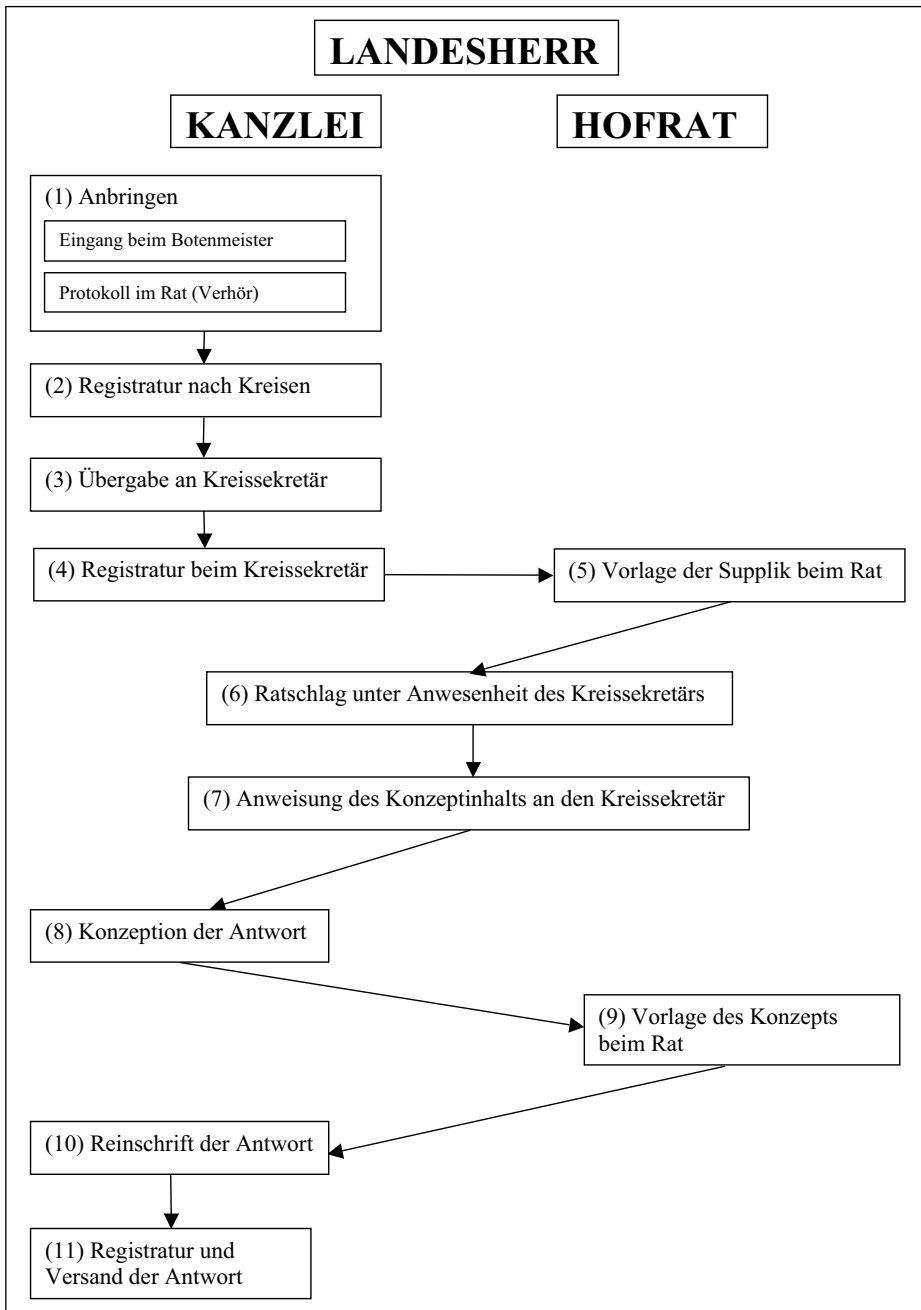 LANDESHERR
KANZLEI
HOFRAT
(1) Anbringen
Eingang beim Botenmeister
Protokoll im Rat (Verhör)
(2) Registratur nach Kreisen
(3) Übergabe an Kreissekretär
(4) Registratur beim Kreissekretär
(5) Vorlage der Supplik beim Rat
(6) Ratschlag unter Anwesenheit des Kreissekretärs
(7) Anweisung des Konzeptinhalts an den Kreissekretär
(8) Konzeption der Antwort
(9) Vorlage des Konzepts
beim Rat
(10) Reinschrift der Antwort
(11) Registratur und
Versand der Antwort